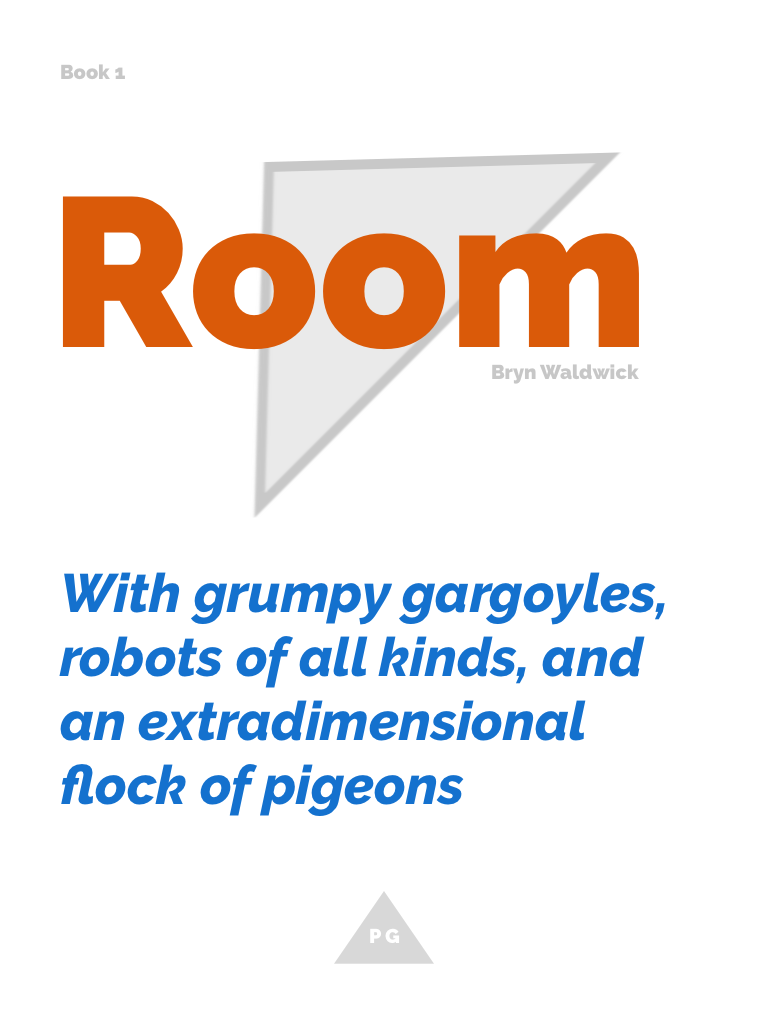 Book 1
Room
Bryn Waldwick
With grumpy gargoyles,
robots of all kinds, and
an extradimensional
flock of pigeons
PG